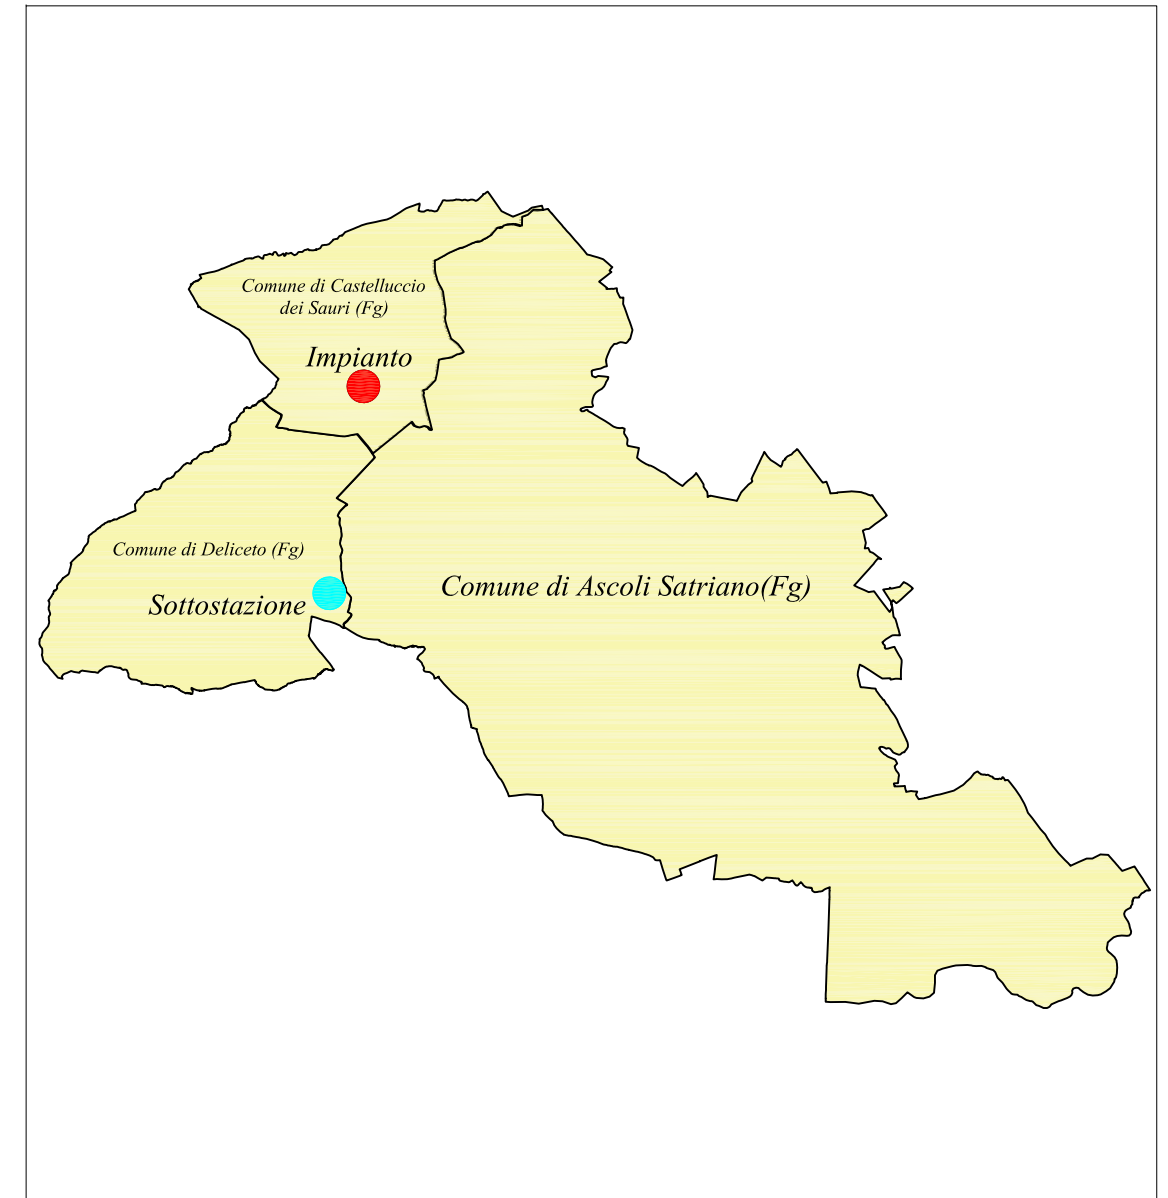 Comune di Castelluccio
dei Sauri (Fg)
Impianto
Comune di Deliceto (Fg)
Sottostazione
Comune di Ascoli Satriano(Fg)